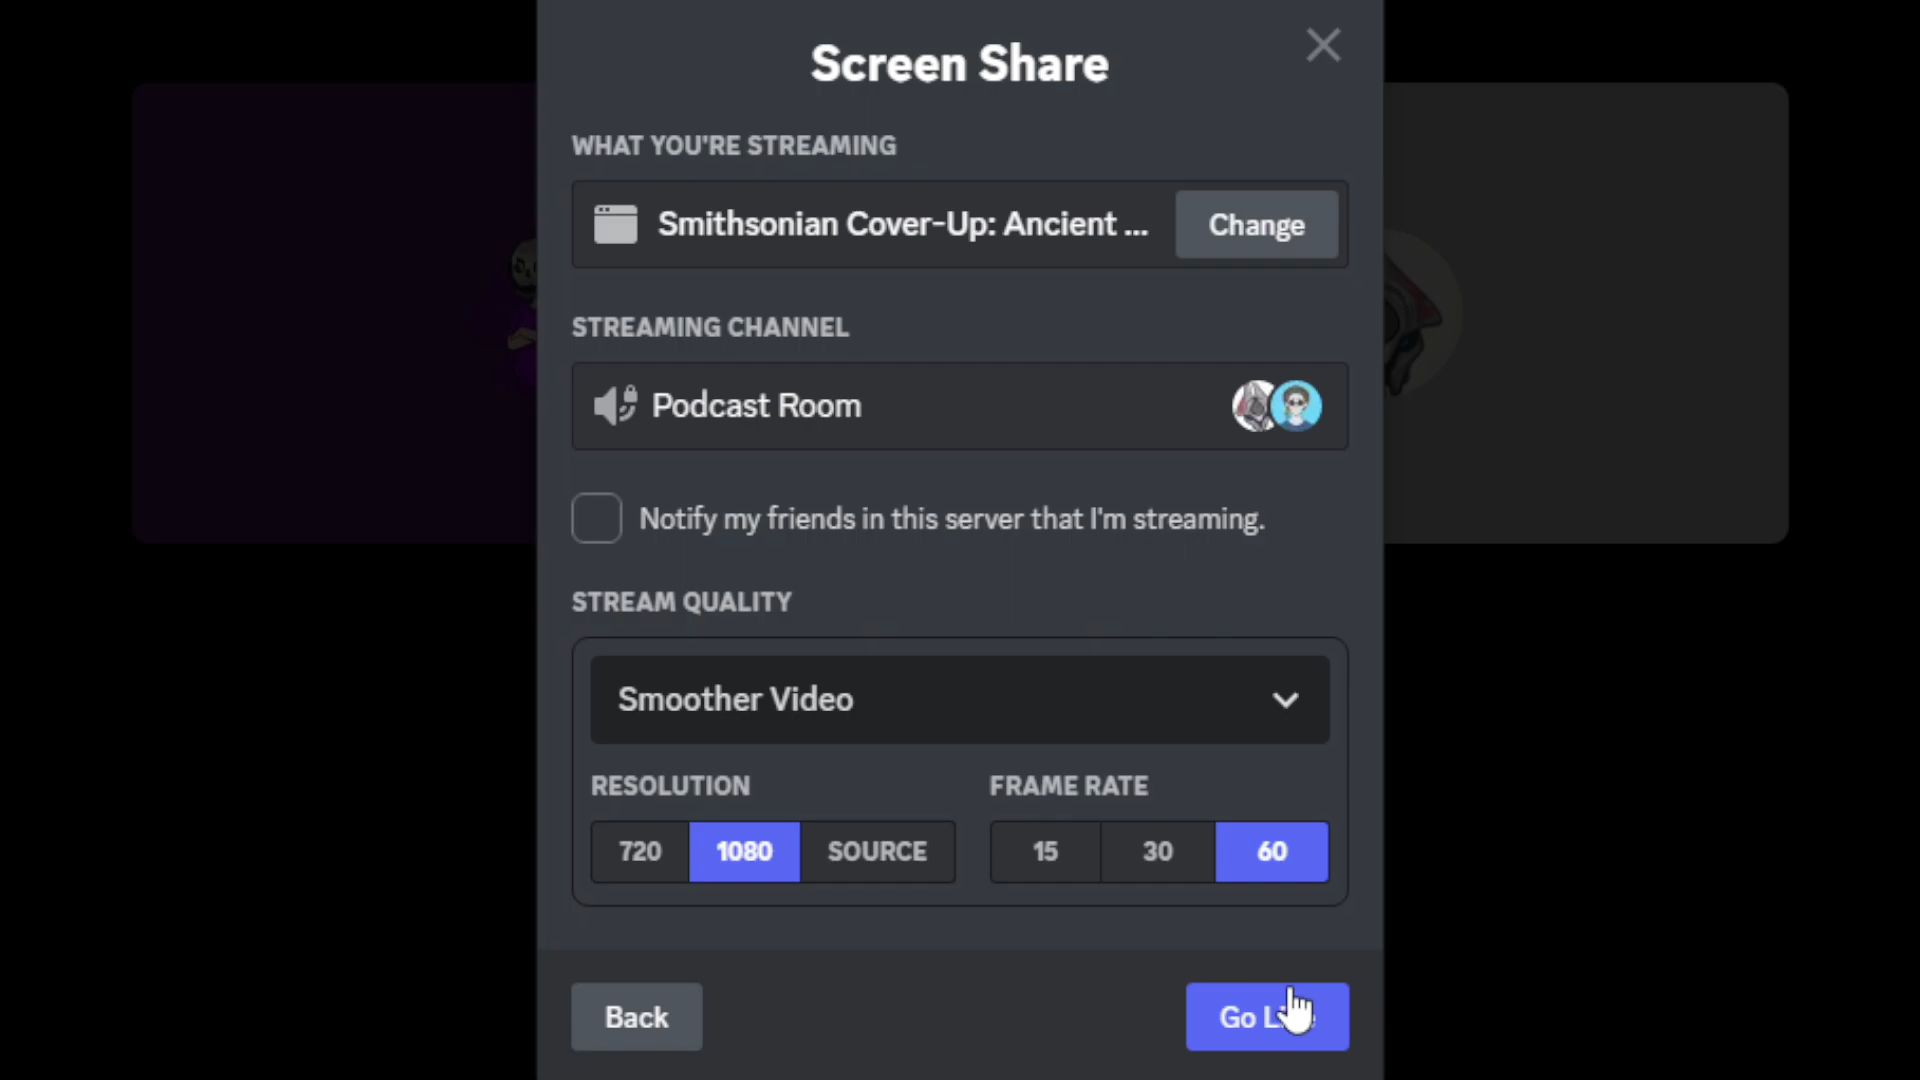 Screen Share
WHAT YOU'RE STREAMING
Smithsonian Cover-Up: Ancient ...
Change
STREAMING CHANNEL
Podcast Room
Notify my friends in this server that I'm streaming.
STREAM QUALITY
Smoother Video
RESOLUTION FRAME RATE
720 1080 SOURCE 15 30 60
Back Go